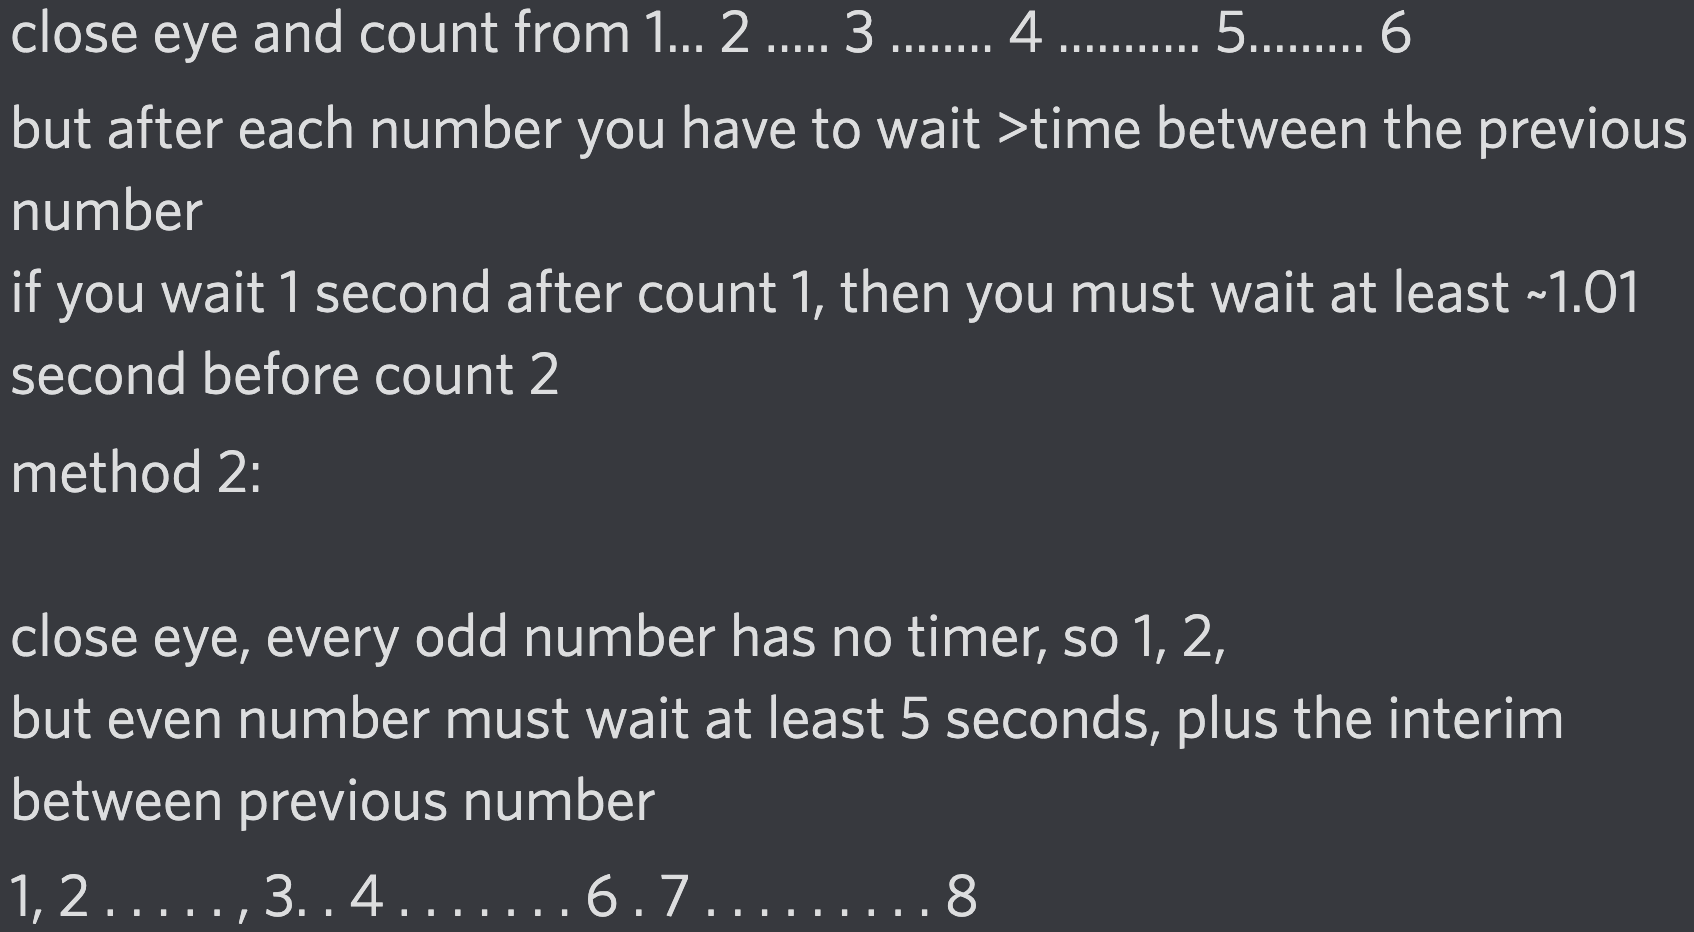 close eye and count from 1... 2 ..... 3 ........ 4 ........... 5......... 6
but after each number you have to wait >time between the previous
number
if you wait 1 second after count 1, then you must wait at least ~1.01
second before count 2
method 2:
close eye, every odd number has no timer, so 1, 2,
but even number must wait at least 5 seconds, plus the interim
between previous number
1, 2 . . . . . , 3. . 4 . . . . . . . 6 . 7 . . . . . . . . . 8